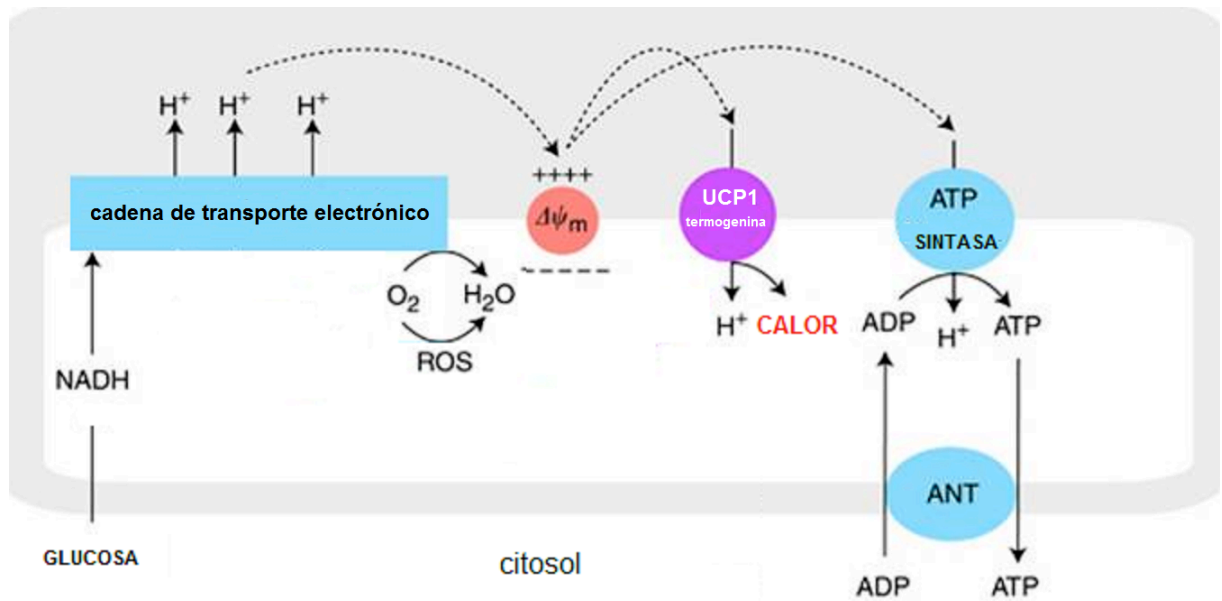 H⁺ H⁺ H⁺
++++
cadena de transporte electrónico
Δψm
UCP1
termogenina
ATP
SINTASA
O₂ H₂O
ROS
H⁺ CALOR
ADP H⁺ ATP
NADH
ANT
GLUCOSA
citosol
ADP ATP